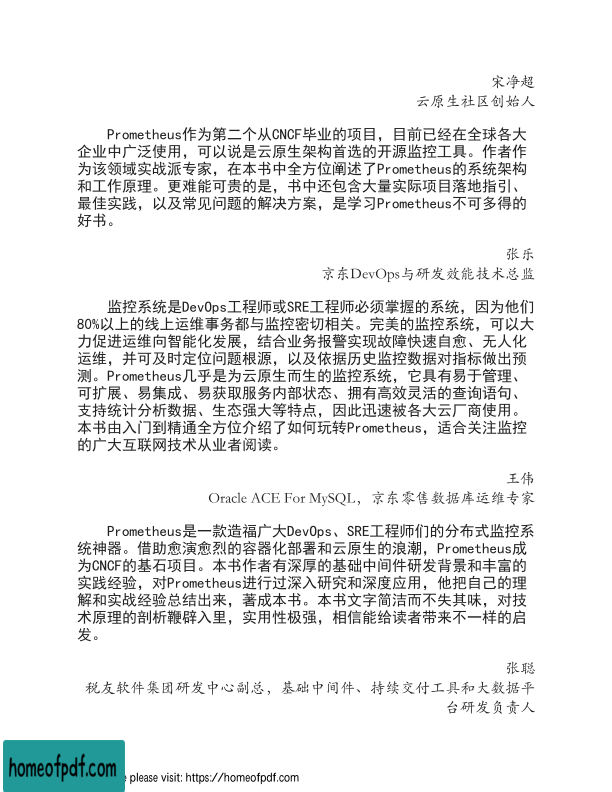 宋净超
云原生社区创始人
Prometheus作为第二个从CNCF毕业的项目，目前已经在全球各大
企业中广泛使用，可以说是云原生架构首选的开源监控工具。作者作
为该领域实战派专家，在本书中全方位阐述了Prometheus的系统架构
和工作原理。更难能可贵的是，书中还包含大量实际项目落地指引、
最佳实践，以及常见问题的解决方案，是学习Prometheus不可多得的
好书。
张乐
京东DevOps与研发效能技术总监
监控系统是DevOps工程师或SRE工程师必须掌握的系统，因为他们
80%以上的线上运维事务都与监控密切相关。完美的监控系统，可以大
力促进运维向智能化发展，结合业务报警实现故障快速自愈、无人化
运维，并可及时定位问题根源，以及依据历史监控数据对指标做出预
测。Prometheus几乎是为云原生而生的监控系统，它具有易于管理、
可扩展、易集成、易获取服务内部状态、拥有高效灵活的查询语句、
支持统计分析数据、生态强大等特点，因此迅速被各大云厂商使用。
本书由入门到精通全方位介绍了如何玩转Prometheus，适合关注监控
的广大互联网技术从业者阅读。
王伟
Oracle ACE For MySQL，京东零售数据库运维专家
Prometheus是一款造福广大DevOps、SRE工程师们的分布式监控系
统神器。借助愈演愈烈的容器化部署和云原生的浪潮，Prometheus成
为CNCF的基石项目。本书作者有深厚的基础中间件研发背景和丰富的
实践经验，对Prometheus进行过深入研究和深度应用，他把自己的理
解和实战经验总结出来，著成本书。本书文字简洁而不失其味，对技
术原理的剖析鞭辟入里，实用性极强，相信能给读者带来不一样的启
发。
张聪
税友软件集团研发中心副总，基础中间件、持续交付工具和大数据平
台研发负责人
homeofpdf.com
e please visit: https://homeofpdf.com